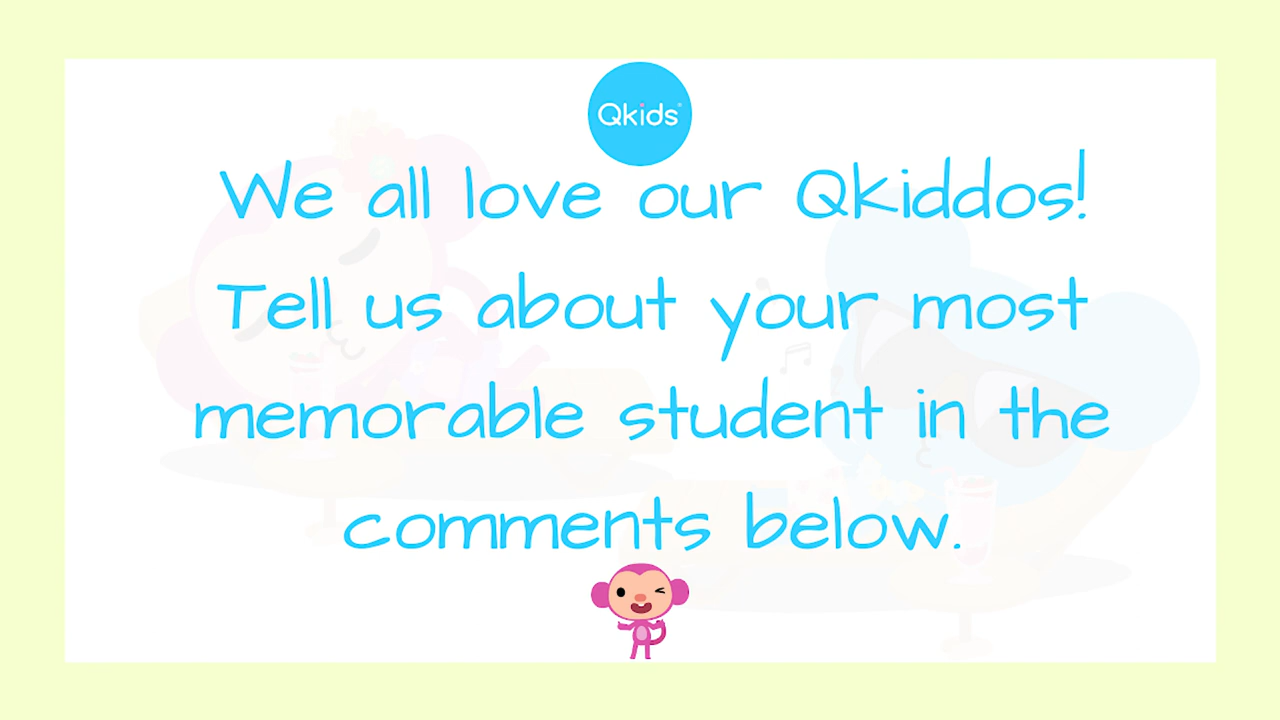 Qkids
We all love our Qkiddos!
Tell us about your most
memorable student in the
comments below.